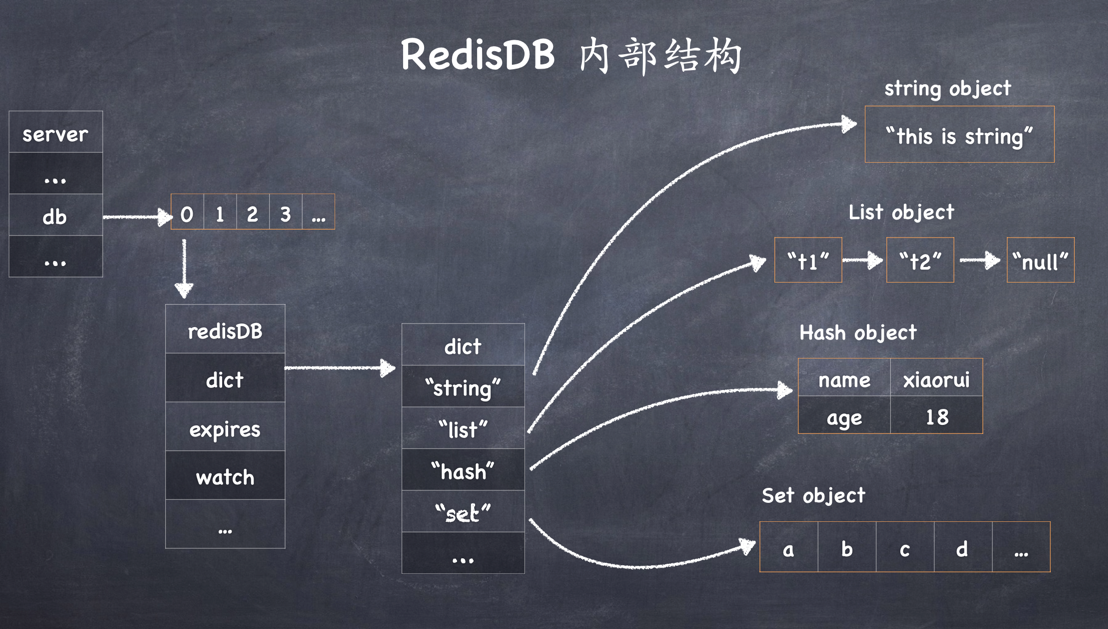 RedisDB 内部结构
server
...
db
...
0 1 2 3 ...
redisDB
dict
expires
watch
...
dict
“string”
“list”
“hash”
“set”
...
string object
“this is string”
List object
“t1” “t2” “null”
Hash object
name xiaorui
age 18
Set object
a b c d ...